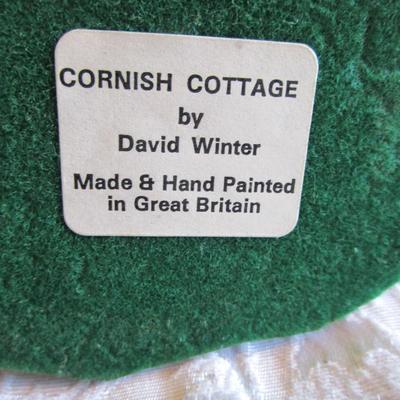 CORNISH COTTAGE
by
David Winter
Made & Hand Painted
in Great Britain